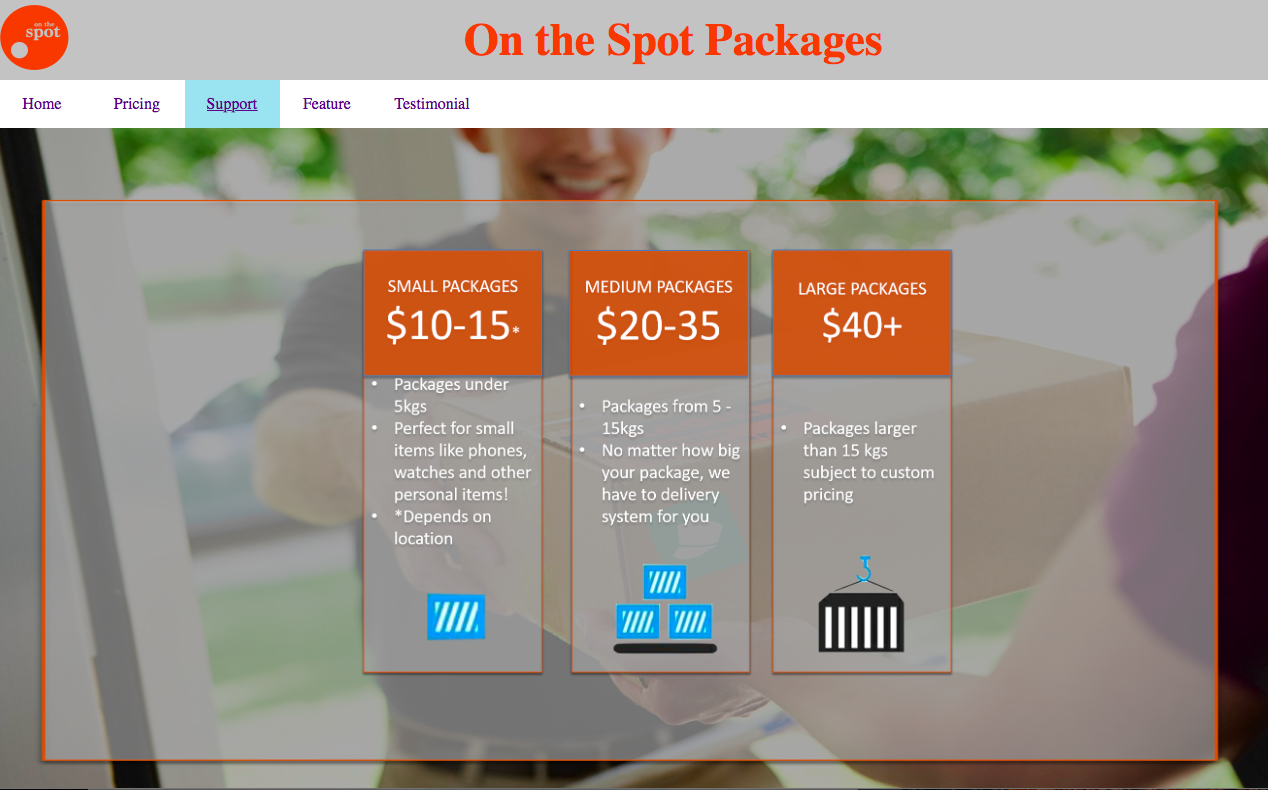 on the
spot
On the Spot Packages
Home Pricing Support Feature Testimonial
SMALL PACKAGES
$10-15*
• Packages under
5kgs
• Perfect for small
items like phones,
watches and other
personal items!
• *Depends on
location
MEDIUM PACKAGES
$20-35
• Packages from 5 -
15kgs
• No matter how big
your package, we
have to delivery
system for you
LARGE PACKAGES
$40+
• Packages larger
than 15 kgs
subject to custom
pricing